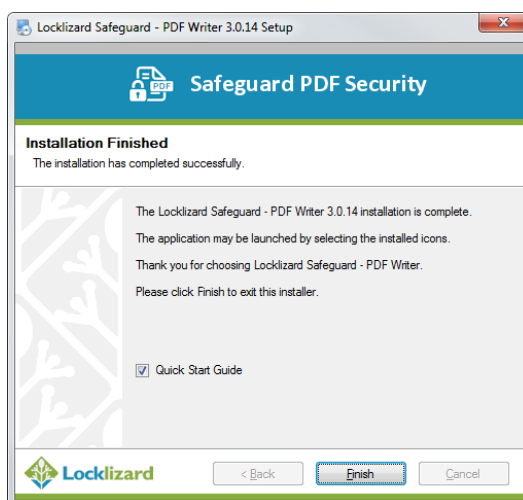 Locklizard Safeguard - PDF Writer 3.0.14 Setup
PDF
Safeguard PDF Security
Installation Finished
The installation has completed successfully.
The Locklizard Safeguard - PDF Writer 3.0.14 installation is complete.
The application may be launched by selecting the installed icons.
Thank you for choosing Locklizard Safeguard - PDF Writer.
Please click Finish to exit this installer.
Quick Start Guide
Locklizard
< Back
Finish
Cancel